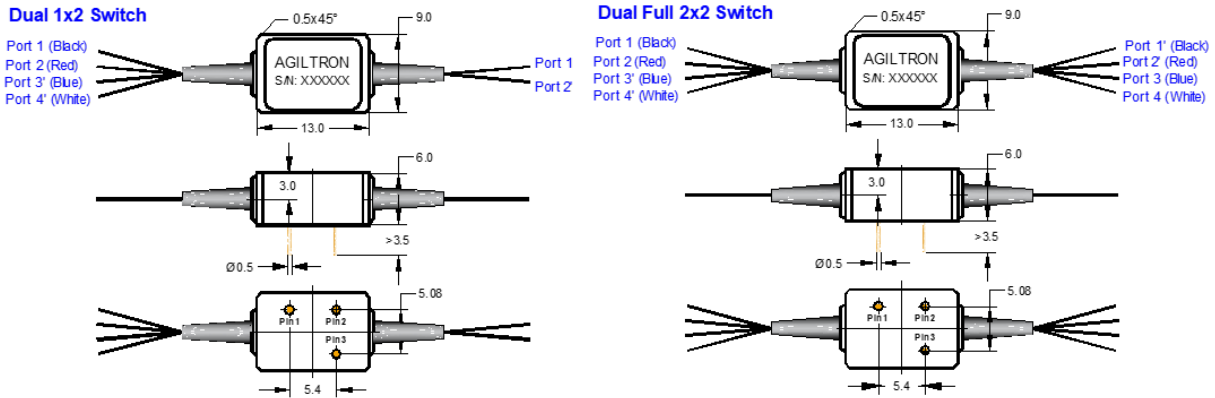 Dual 1x2 Switch
0.5x45°
9.0
Port 1 (Black)
Port 2 (Red)
Port 3' (Blue)
Port 4' (White)
AGILTRON
S/N: XXXXXX
Port 1
Port 2'
13.0
6.0
3.0
>3.5
Ø0.5
5.08
Pin1
Pin2
Pin3
5.4
Dual Full 2x2 Switch
0.5x45°
9.0
Port 1 (Black)
Port 2 (Red)
Port 3' (Blue)
Port 4' (White)
AGILTRON
S/N: XXXXXX
Port 1' (Black)
Port 2' (Red)
Port 3 (Blue)
Port 4 (White)
13.0
6.0
3.0
>3.5
Ø0.5
5.08
Pin1
Pin2
Pin3
5.4